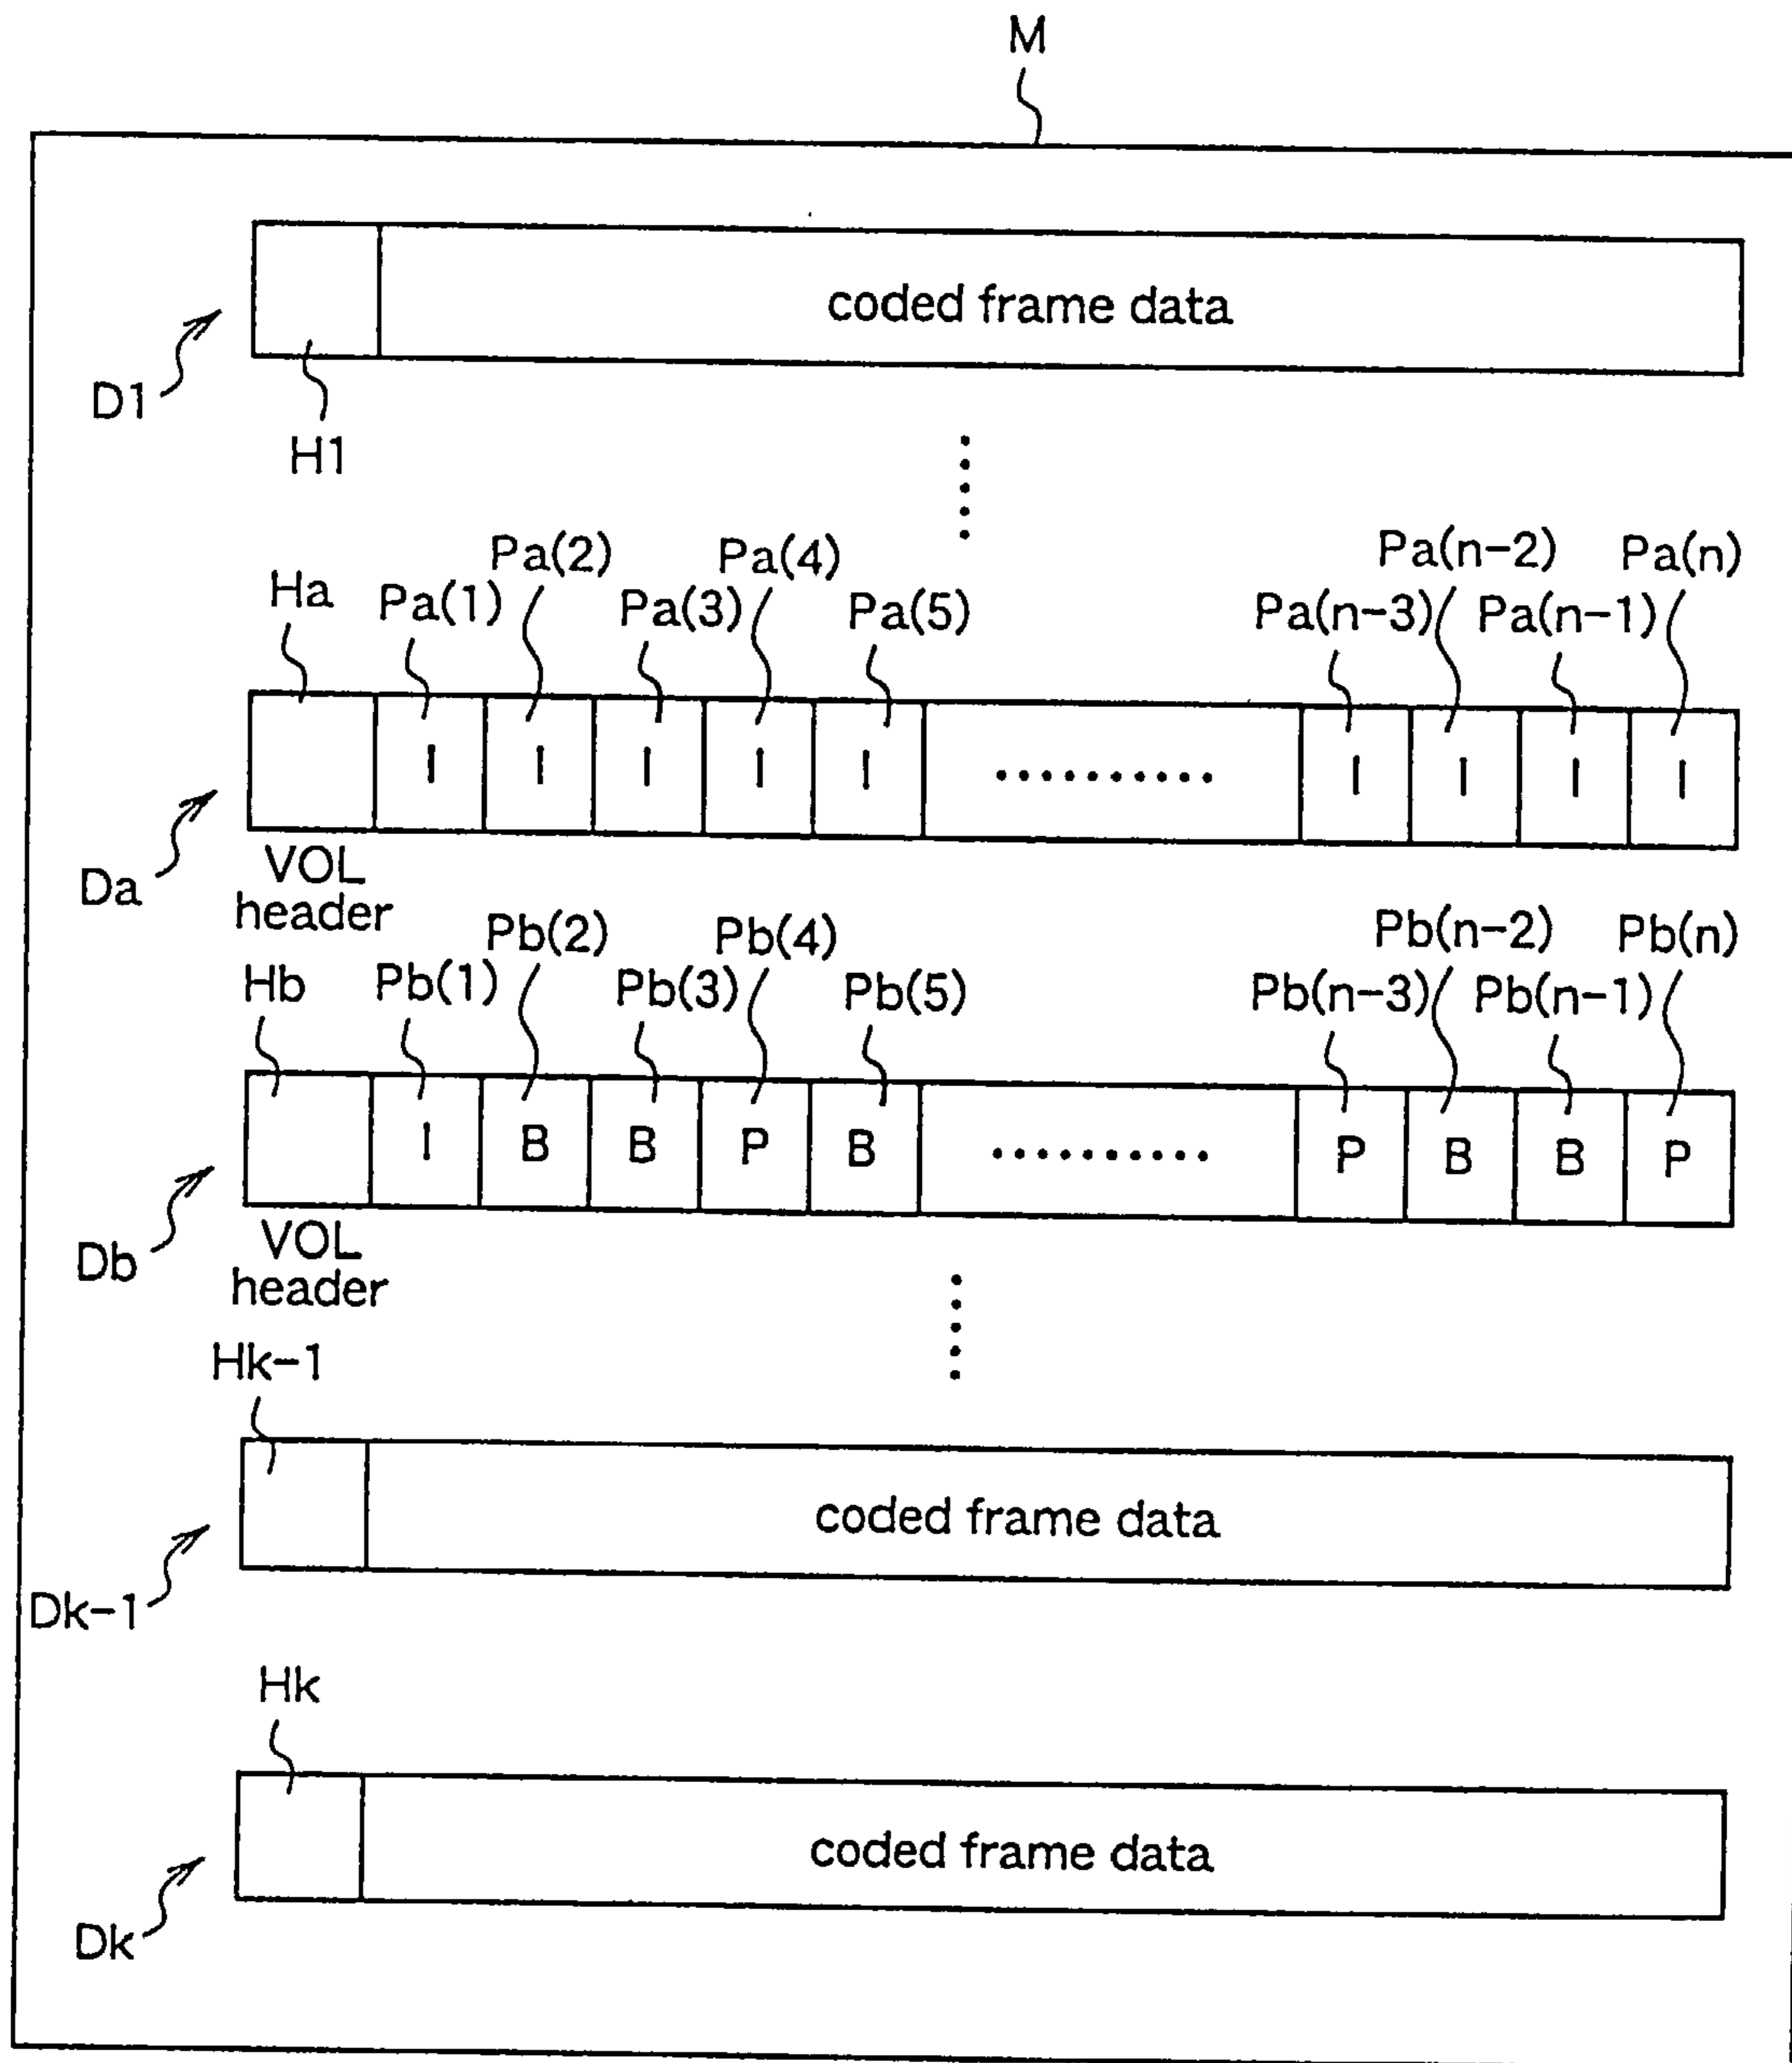 M
coded frame data
D1
H1
Pa(2) Pa(4) Pa(n-2) Pa(n)
Ha Pa(1) Pa(3) Pa(5) Pa(n-3) Pa(n-1)
I I I I I ·········· I I I I
Da
VOL
header
Pb(2) Pb(4) Pb(n-2) Pb(n)
Hb Pb(1) Pb(3) Pb(5) Pb(n-3) Pb(n-1)
I B B P B ·········· P B B P
Db
VOL
header
Hk-1
coded frame data
Dk-1
Hk
coded frame data
Dk